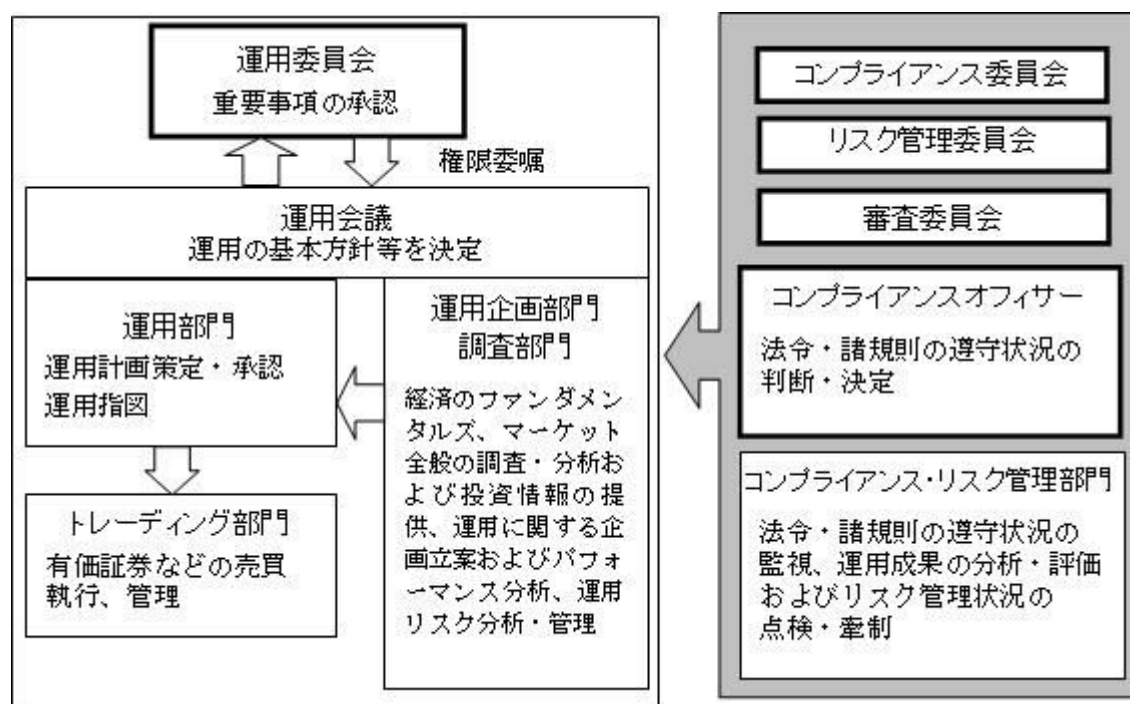 運用委員会
重要事項の承認
権限委嘱
運用会議
運用の基本方針等を決定
運用部門
運用計画策定・承認
運用指図
トレーディング部門
有価証券などの売買
執行、管理
運用企画部門
調査部門
経済のファンダメン
タルズ、マーケット
全般の調査・分析お
よび投資情報の提
供、運用に関する企
画立案およびパフォ
ーマンス分析、運用
リスク分析・管理
コンプライアンス委員会
リスク管理委員会
審査委員会
コンプライアンスオフィサー
法令・諸規則の遵守状況の
判断・決定
コンプライアンス・リスク管理部門
法令・諸規則の遵守状況の
監視、運用成果の分析・評価
およびリスク管理状況の
点検・牽制